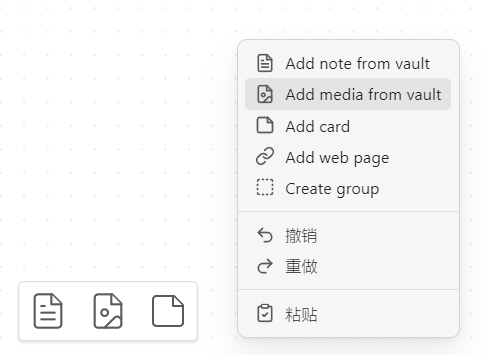 Add note from vault
Add media from vault
Add card
Add web page
Create group
撤销
重做
粘贴